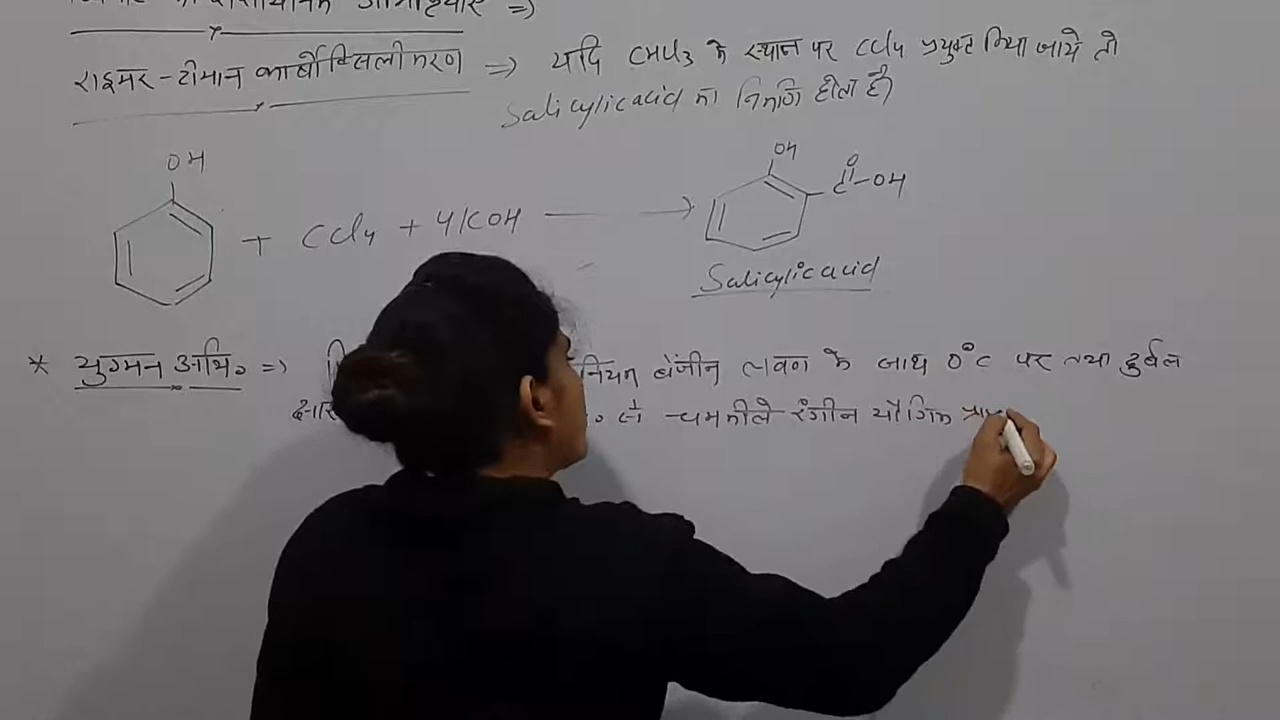 राइमर-टीमान कार्बोक्सिलीकरण => यदि CHCl3 के स्थान पर CCl4 प्रयुक्त किया जाये तो
Salicylic acid का निर्माण होता है।
OH
+ CCl4 + 4KOH
OH
O
C-OH
Salicylic acid
* युग्मन अभि० => नियम बेंजीन लवण के साथ 0°C पर तथा दुर्बल
से चमकीले रंगीन यौगिक